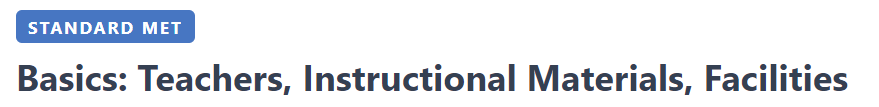 STANDARD MET
Basics: Teachers, Instructional Materials, Facilities